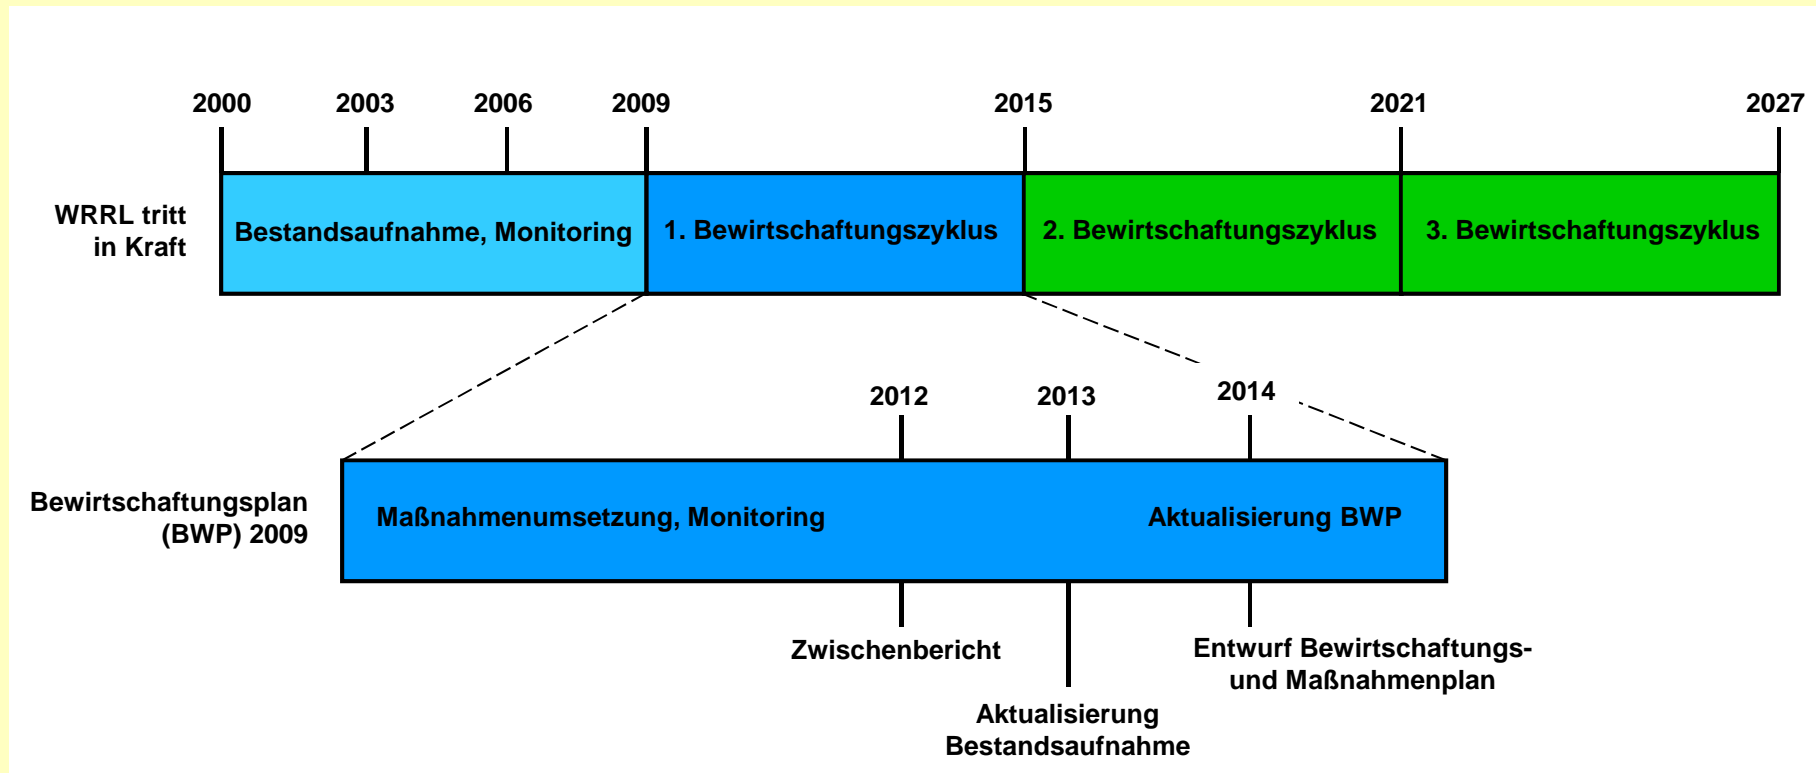 2000 2003 2006 2009 2015 2021 2027
WRRL tritt
in Kraft
Bestandsaufnahme, Monitoring 1. Bewirtschaftungszyklus 2. Bewirtschaftungszyklus 3. Bewirtschaftungszyklus
2012 2013 2014
Bewirtschaftungsplan
(BWP) 2009
Maßnahmenumsetzung, Monitoring Aktualisierung BWP
Zwischenbericht
Aktualisierung
Bestandsaufnahme
Entwurf Bewirtschaftungs-
und Maßnahmenplan